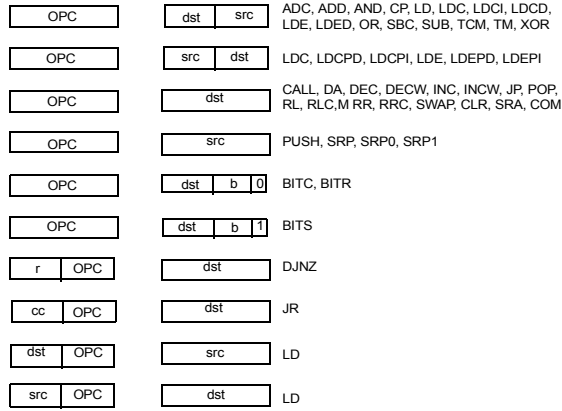 OPC dst src ADC, ADD, AND, CP, LD, LDC, LDCI, LDCD,
LDE, LDED, OR, SBC, SUB, TCM, TM, XOR
OPC src dst LDC, LDCPD, LDCPI, LDE, LDEPD, LDEPI
OPC dst CALL, DA, DEC, DECW, INC, INCW, JP, POP,
RL, RLC,M RR, RRC, SWAP, CLR, SRA, COM
OPC src PUSH, SRP, SRP0, SRP1
OPC dst b 0 BITC, BITR
OPC dst b 1 BITS
r OPC dst DJNZ
cc OPC dst JR
dst OPC src LD
src OPC dst LD